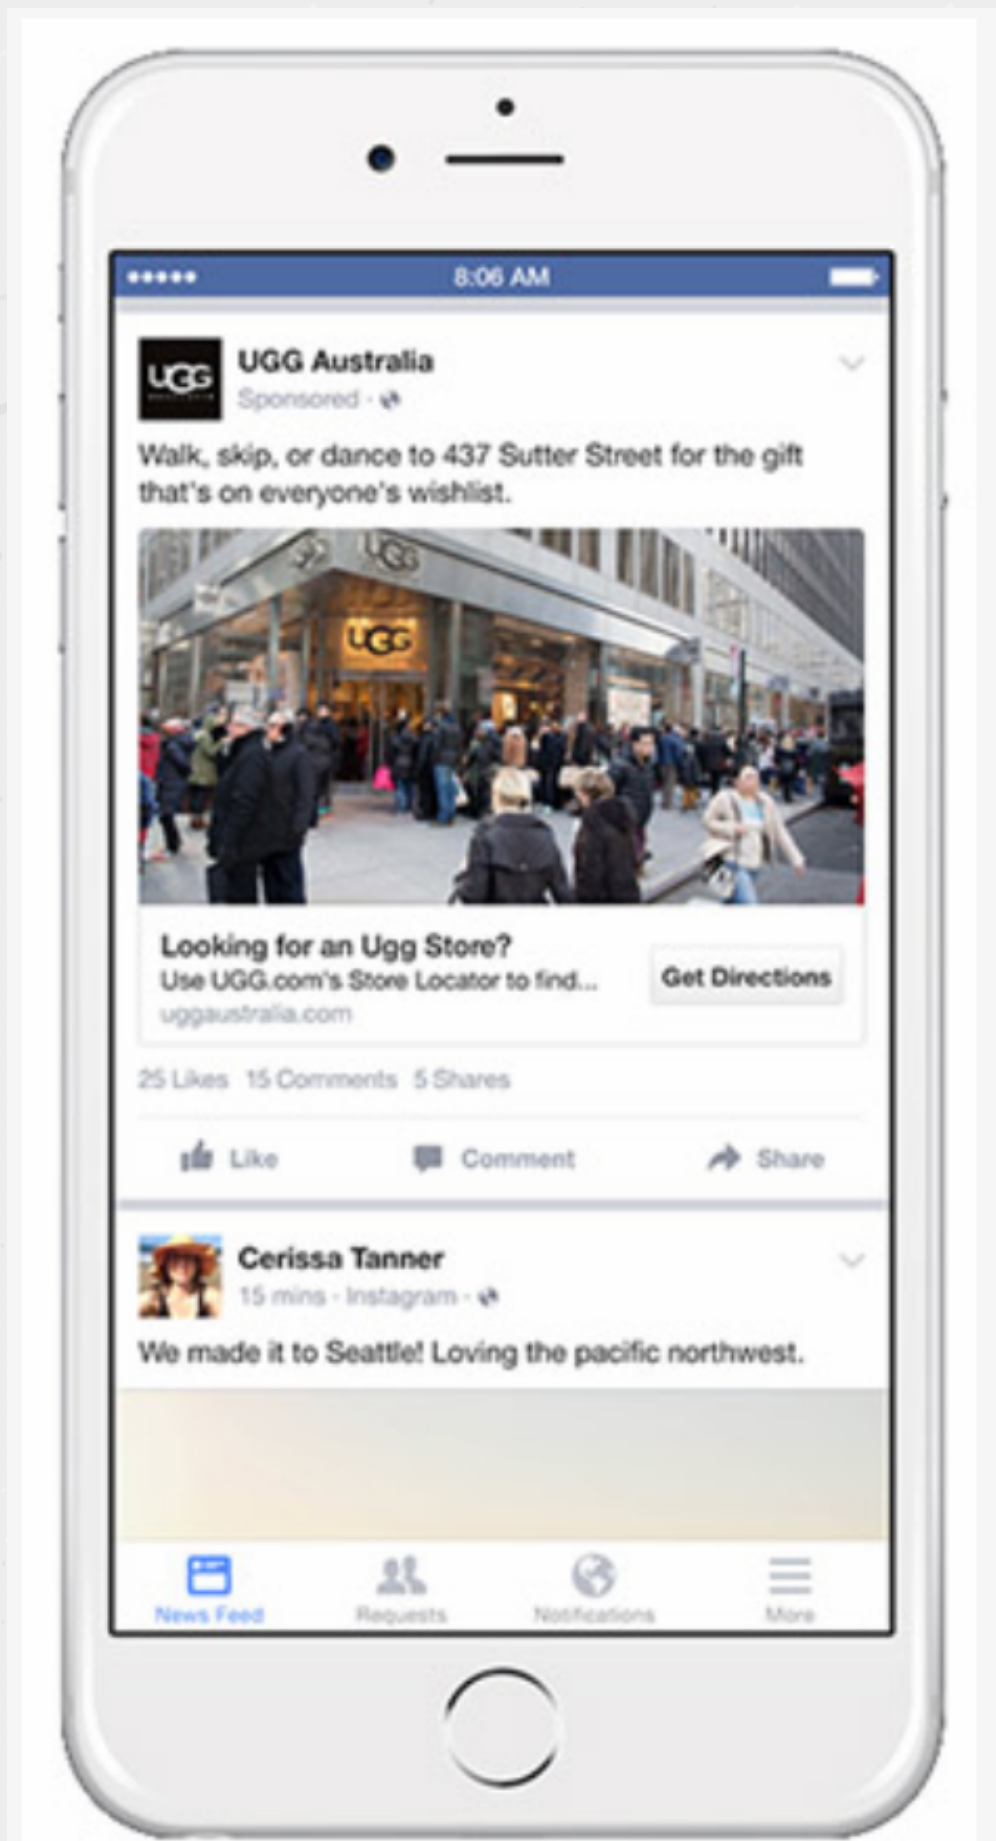 8:06 AM
UGG
UGG Australia
Sponsored ·
Walk, skip, or dance to 437 Sutter Street for the gift
that's on everyone's wishlist.
UGG
UGG
Looking for an Ugg Store?
Use UGG.com's Store Locator to find...
Get Directions
uggaustralia.com
25 Likes 15 Comments 5 Shares
Like Comment Share
Cerissa Tanner
15 mins · Instagram ·
We made it to Seattle! Loving the pacific northwest.
News Feed Requests Notifications More